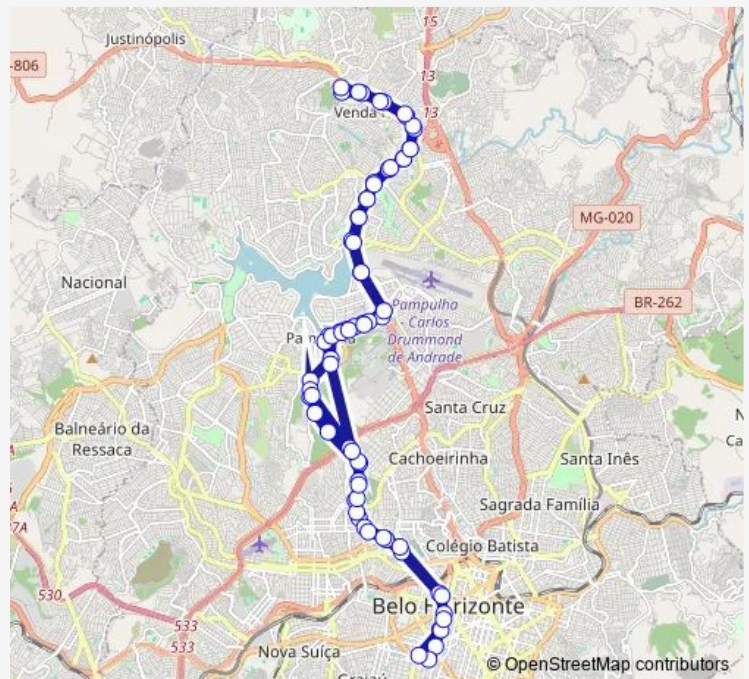 Justinópolis
15
-806
13
Venda
13
MG-020
Nacional
BR-262
Pampulha
- Carlos
Drummond
de Andrade
Santa Cruz
Balneário da
Ressaca
Cachoeirinha
Santa Inês
Sagrada Família
Colégio Batista
530
533
533
Belo Horizonte
Nova Suíça
© OpenStreetMap contributors